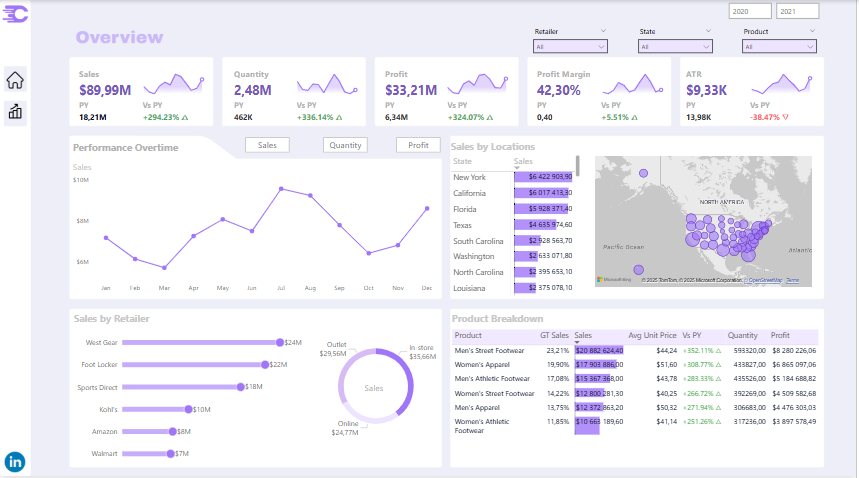 2020 2021
Overview
Retailer State Product
All All All
Sales Quantity Profit Profit Margin ATR
$89,99M 2,48M $33,21M 42,30% $9,33K
PY Vs PY PY Vs PY PY Vs PY PY Vs PY PY Vs PY
18,21M +294.23% △ 462K +336.14% △ 6,34M +324.07% △ 0,40 +5.51% △ 13,98K -38.47% ▽
Performance Overtime Sales Quantity Profit
Sales
$10M
$8M
$6M
Jan Feb Mar Apr May Jun Jul Aug Sep Oct Nov Dec
Sales by Locations
State Sales
New York $6 422 903,90
California $6 017 413,30
Florida $5 928 371,40
Texas $4 635 974,60
South Carolina $2 928 563,70
Washington $2 633 071,80
North Carolina $2 395 653,10
Louisiana $2 375 078,10
NORTH AMERICA
Pacific Ocean
Atlantic
Microsoft Bing
© 2025 TomTom, © 2025 Microsoft Corporation, © OpenStreetMap Terms
Sales by Retailer
West Gear $24M
Foot Locker $22M
Sports Direct $18M
Kohl's $10M
Amazon $8M
Walmart $7M
Outlet
$29,56M
In-store
$35,66M
Sales
Online
$24,77M
Product Breakdown
Product GT Sales Sales Avg Unit Price Vs PY Quantity Profit
Men's Street Footwear 23,21% $20 882 624,40 $44,24 +352.11% △ 593320,00 $8 280 226,06
Women's Apparel 19,90% $17 903 886,00 $51,60 +308.77% △ 433827,00 $6 865 097,06
Men's Athletic Footwear 17,08% $15 367 368,00 $43,78 +283.33% △ 435526,00 $5 184 688,82
Women's Street Footwear 14,22% $12 800 281,30 $40,25 +266.72% △ 392269,00 $4 509 582,68
Men's Apparel 13,75% $12 372 863,20 $50,32 +271.94% △ 306683,00 $4 476 303,03
Women's Athletic 11,85% $10 663 189,60 $41,14 +251.26% △ 317236,00 $3 897 578,49
Footwear
in